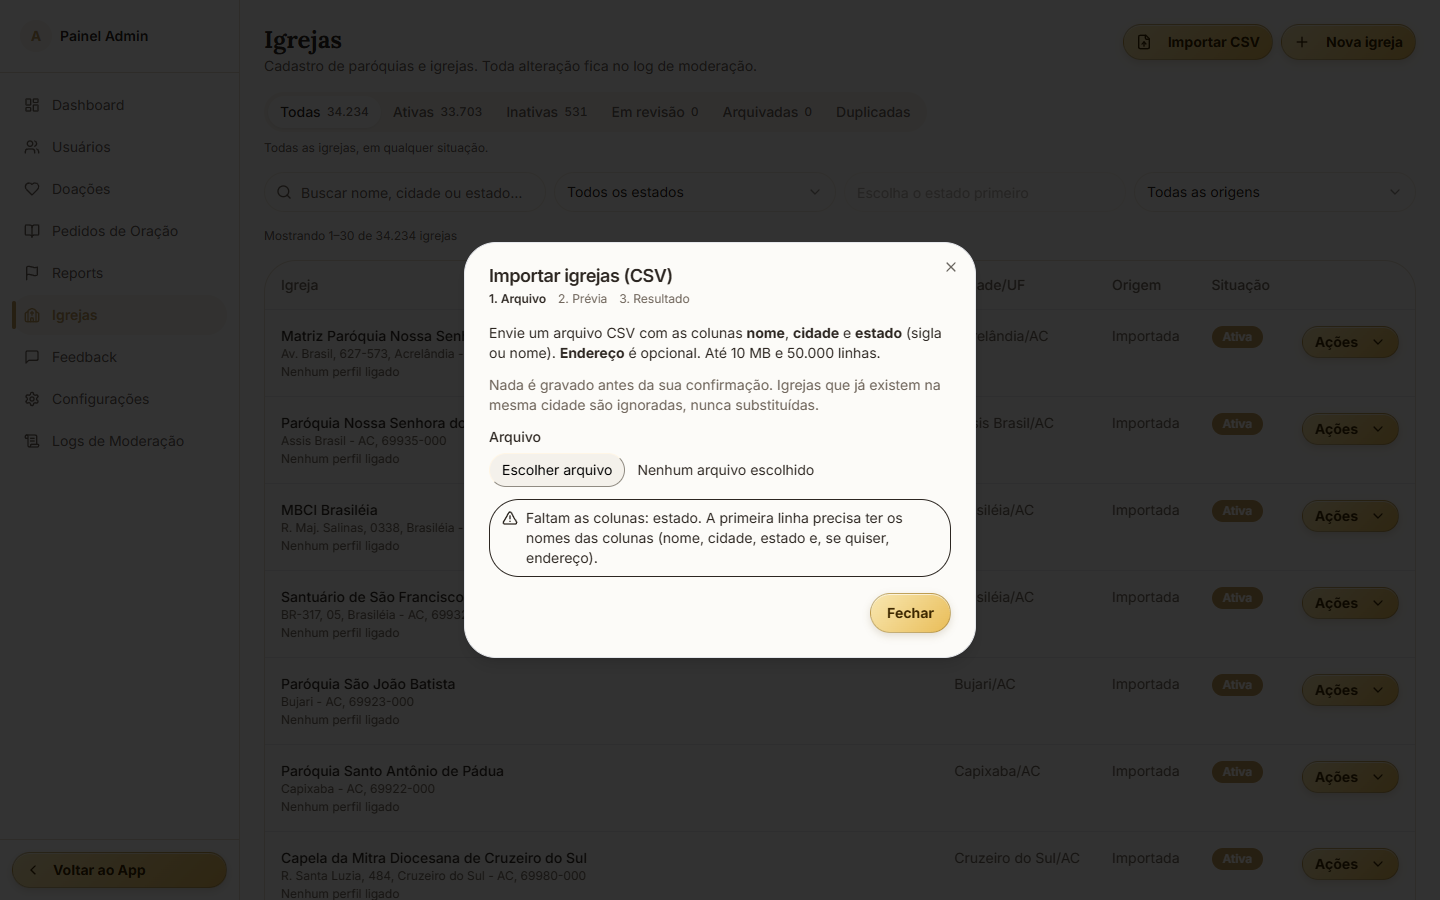 A Painel Admin
Dashboard
Usuários
Doações
Pedidos de Oração
Reports
Igrejas
Feedback
Configurações
Logs de Moderação
Voltar ao App
Igrejas
Cadastro de paróquias e igrejas. Toda alteração fica no log de moderação.
Importar CSV
Nova igreja
Todas 34.234 Ativas 33.703 Inativas 531 Em revisão 0 Arquivadas 0 Duplicadas
Todas as igrejas, em qualquer situação.
Buscar nome, cidade ou estado... Todos os estados Escolha o estado primeiro Todas as origens
Mostrando 1–30 de 34.234 igrejas
Igreja ade/UF Origem Situação
Matriz Paróquia Nossa Sen relândia/AC Importada Ativa Ações
Av. Brasil, 627-573, Acrelândia -
Nenhum perfil ligado
Paróquia Nossa Senhora do sis Brasil/AC Importada Ativa Ações
Assis Brasil - AC, 69935-000
Nenhum perfil ligado
MBCI Brasiléia siléia/AC Importada Ativa Ações
R. Maj. Salinas, 0338, Brasiléia -
Nenhum perfil ligado
Santuário de São Francisco siléia/AC Importada Ativa Ações
BR-317, 05, Brasiléia - AC, 6993
Nenhum perfil ligado
Paróquia São João Batista Bujari/AC Importada Ativa Ações
Bujari - AC, 69923-000
Nenhum perfil ligado
Paróquia Santo Antônio de Pádua Capixaba/AC Importada Ativa Ações
Capixaba - AC, 69922-000
Nenhum perfil ligado
Capela da Mitra Diocesana de Cruzeiro do Sul Cruzeiro do Sul/AC Importada Ativa Ações
R. Santa Luzia, 484, Cruzeiro do Sul - AC, 69980-000
Nenhum perfil ligado
Importar igrejas (CSV)
1. Arquivo 2. Prévia 3. Resultado
Envie um arquivo CSV com as colunas nome, cidade e estado (sigla
ou nome). Endereço é opcional. Até 10 MB e 50.000 linhas.
Nada é gravado antes da sua confirmação. Igrejas que já existem na
mesma cidade são ignoradas, nunca substituídas.
Arquivo
Escolher arquivo Nenhum arquivo escolhido
Faltam as colunas: estado. A primeira linha precisa ter os
nomes das colunas (nome, cidade, estado e, se quiser,
endereço).
Fechar